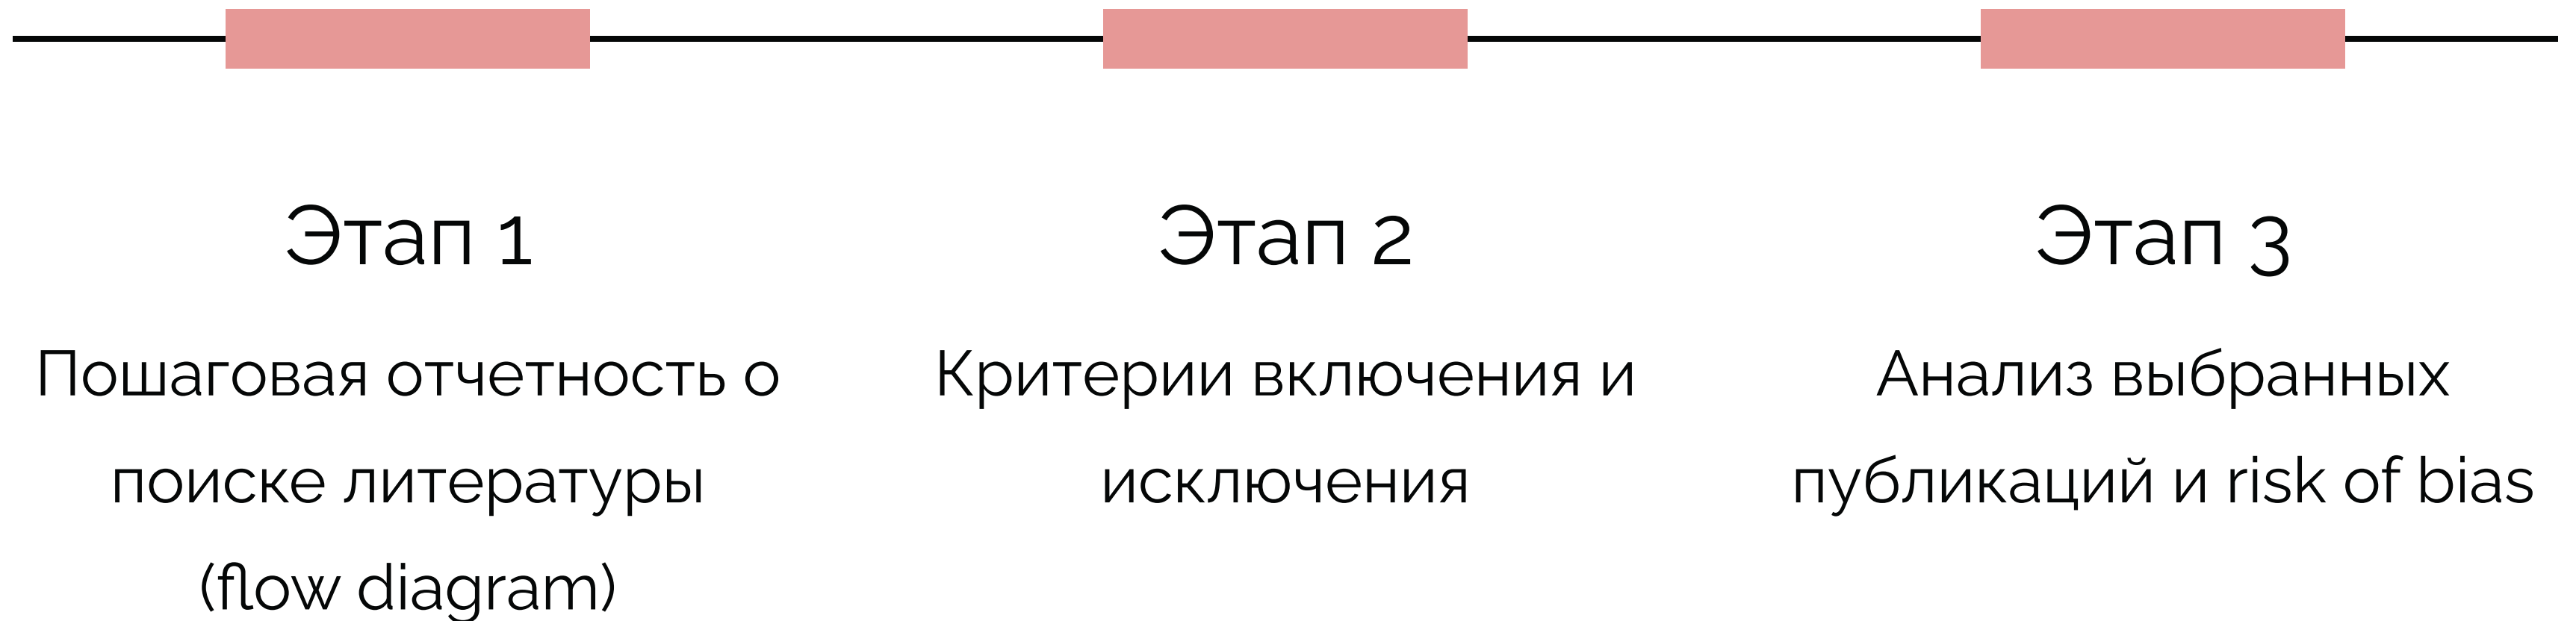 Этап 1
Пошаговая отчетность о
поиске литературы
(flow diagram)
Этап 2
Критерии включения и
исключения
Этап 3
Анализ выбранных
публикаций и risk of bias